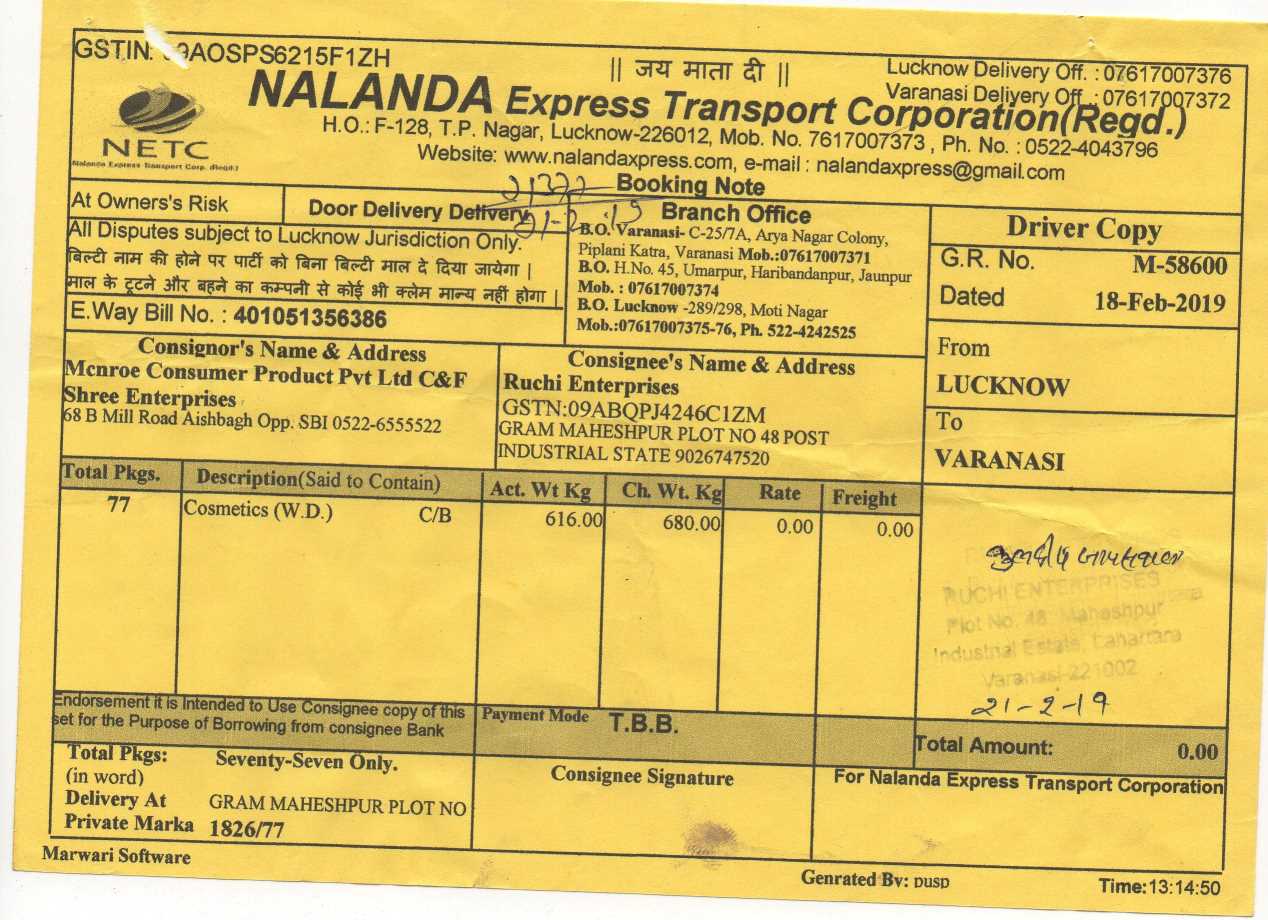 GSTIN: 09AOSPS6215F1ZH
|| जय माता दी ||
Lucknow Delivery Off. : 07617007376
Varanasi Delivery Off. : 07617007372
NALANDA Express Transport Corporation(Regd.)
NETC
Nalanda Express Transport Corp. (Regd.)
H.O.: F-128, T.P. Nagar, Lucknow-226012, Mob. No. 7617007373 , Ph. No. : 0522-4043796
Website: www.nalandaxpress.com, e-mail : nalandaxpress@gmail.com
21372
21-2-19
Booking Note
At Owners's Risk
Door Delivery Delivery
All Disputes subject to Lucknow Jurisdiction Only.
बिल्टी नाम की होने पर पार्टी को बिना बिल्टी माल दे दिया जायेगा |
माल के टूटने और बहने का कम्पनी से कोई भी क्लेम मान्य नहीं होगा |
E.Way Bill No. : 401051356386
Branch Office
B.O. Varanasi- C-25/7A, Arya Nagar Colony,
Piplani Katra, Varanasi Mob.:07617007371
B.O. H.No. 45, Umarpur, Haribandanpur, Jaunpur
Mob. : 07617007374
B.O. Lucknow -289/298, Moti Nagar
Mob.:07617007375-76, Ph. 522-4242525
Driver Copy
G.R. No. M-58600
Dated 18-Feb-2019
From
LUCKNOW
To
VARANASI
Consignor's Name & Address
Mcnroe Consumer Product Pvt Ltd C&F
Shree Enterprises
68 B Mill Road Aishbagh Opp. SBI 0522-6555522
Consignee's Name & Address
Ruchi Enterprises
GSTN:09ABQPJ4246C1ZM
GRAM MAHESHPUR PLOT NO 48 POST
INDUSTRIAL STATE 9026747520
Total Pkgs. Description(Said to Contain) Act. Wt Kg Ch. Wt. Kg Rate Freight
77 Cosmetics (W.D.) C/B 616.00 680.00 0.00 0.00
RUCHI ENTERPRISES
Plot No. 48, Maheshpur
Industrial Estate, Lahartara
Varanasi-221002
21-2-19
Endorsement it is Intended to Use Consignee copy of this
set for the Purpose of Borrowing from consignee Bank
Payment Mode T.B.B.
Total Amount: 0.00
Total Pkgs: Seventy-Seven Only.
(in word)
Delivery At GRAM MAHESHPUR PLOT NO
Private Marka 1826/77
Consignee Signature
For Nalanda Express Transport Corporation
Marwari Software
Genrated By: DUSD
Time:13:14:50